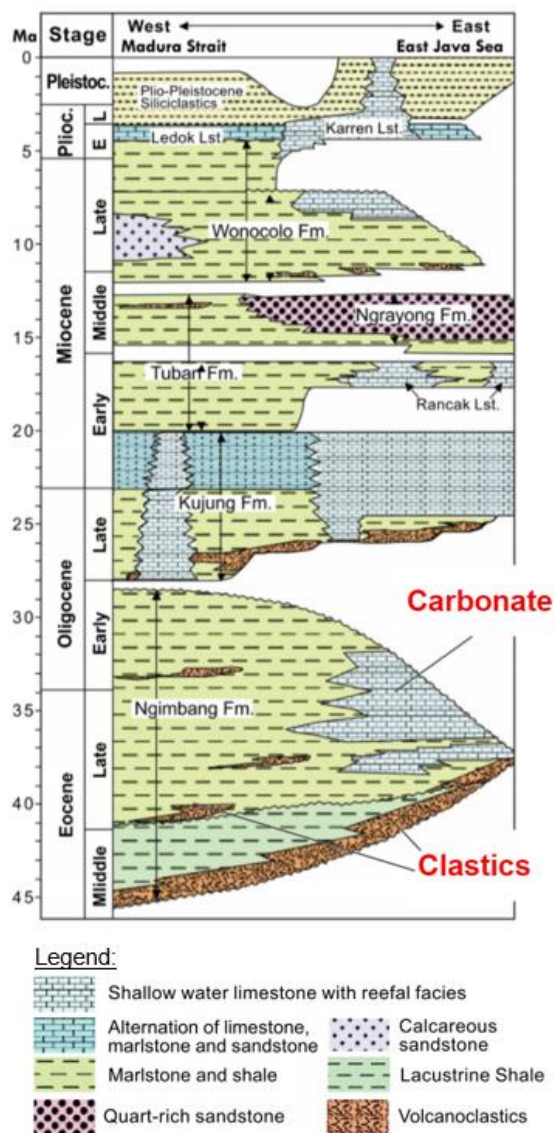 West East
Ma Stage Madura Strait East Java Sea
0
Pleistoc.
Plio-Pleistocene
Siliciclastics
Plioc.
L
E
Ledok Lst.
Karren Lst.
5
Late
Wonocolo Fm.
10
Miocene
Middle
Ngrayong Fm.
15
Early
Tuban Fm.
Rancak Lst.
20
Kujung Fm.
Late
25
Oligocene
30
Early
Carbonate
Ngimbang Fm.
35
Late
Eocene
40
Clastics
Mliddle
45
Legend:
Shallow water limestone with reefal facies
Alternation of limestone,
marlstone and sandstone
Calcareous
sandstone
Marlstone and shale
Lacustrine Shale
Quart-rich sandstone
Volcanoclastics